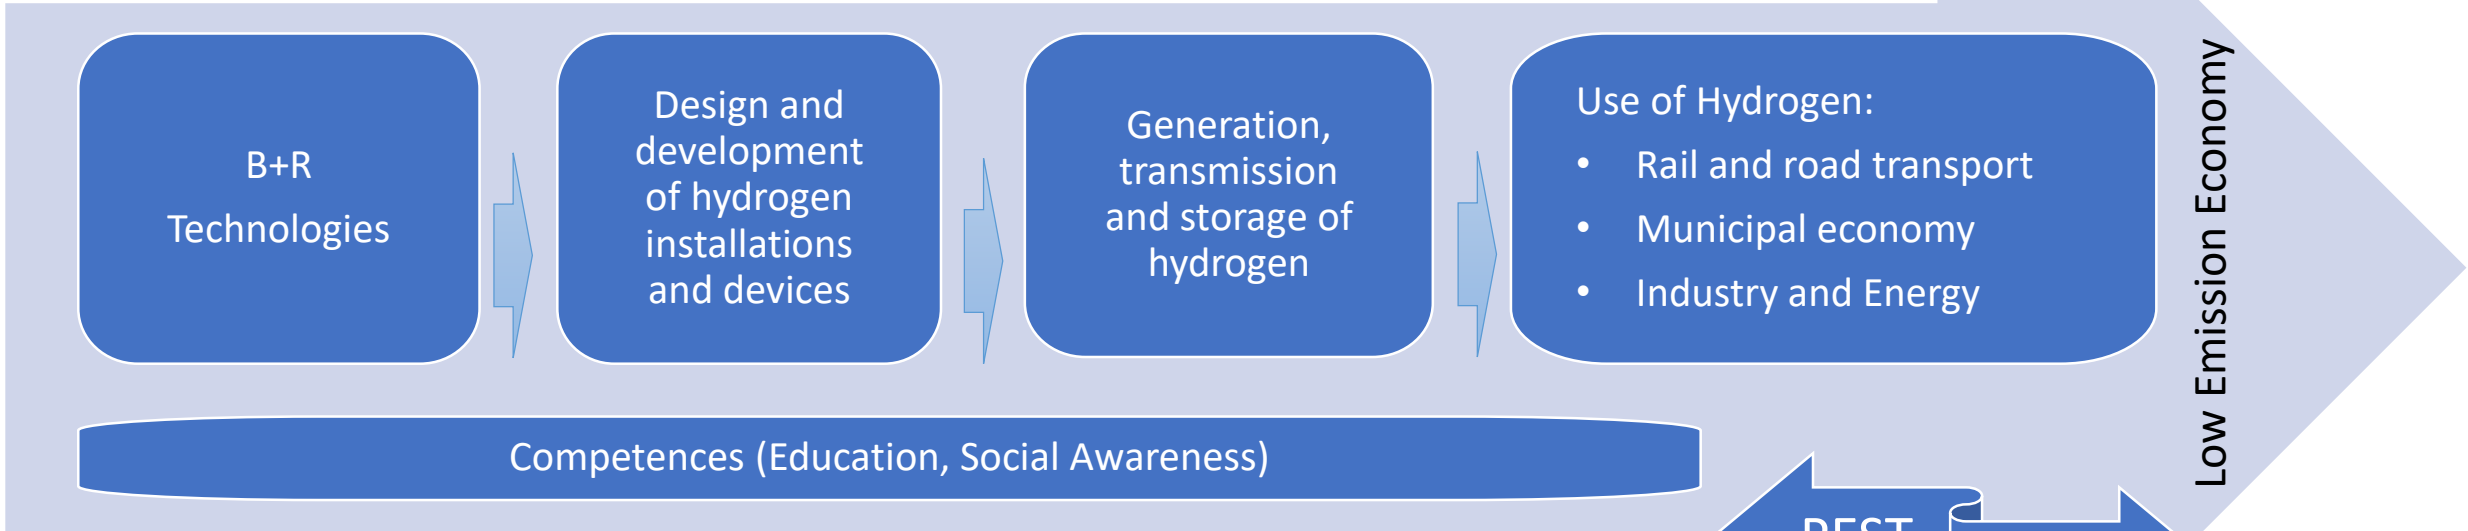 B+R
Technologies
Design and
development
of hydrogen
installations
and devices
Generation,
transmission
and storage of
hydrogen
Use of Hydrogen:
• Rail and road transport
• Municipal economy
• Industry and Energy
Low Emission Economy
Competences (Education, Social Awareness)